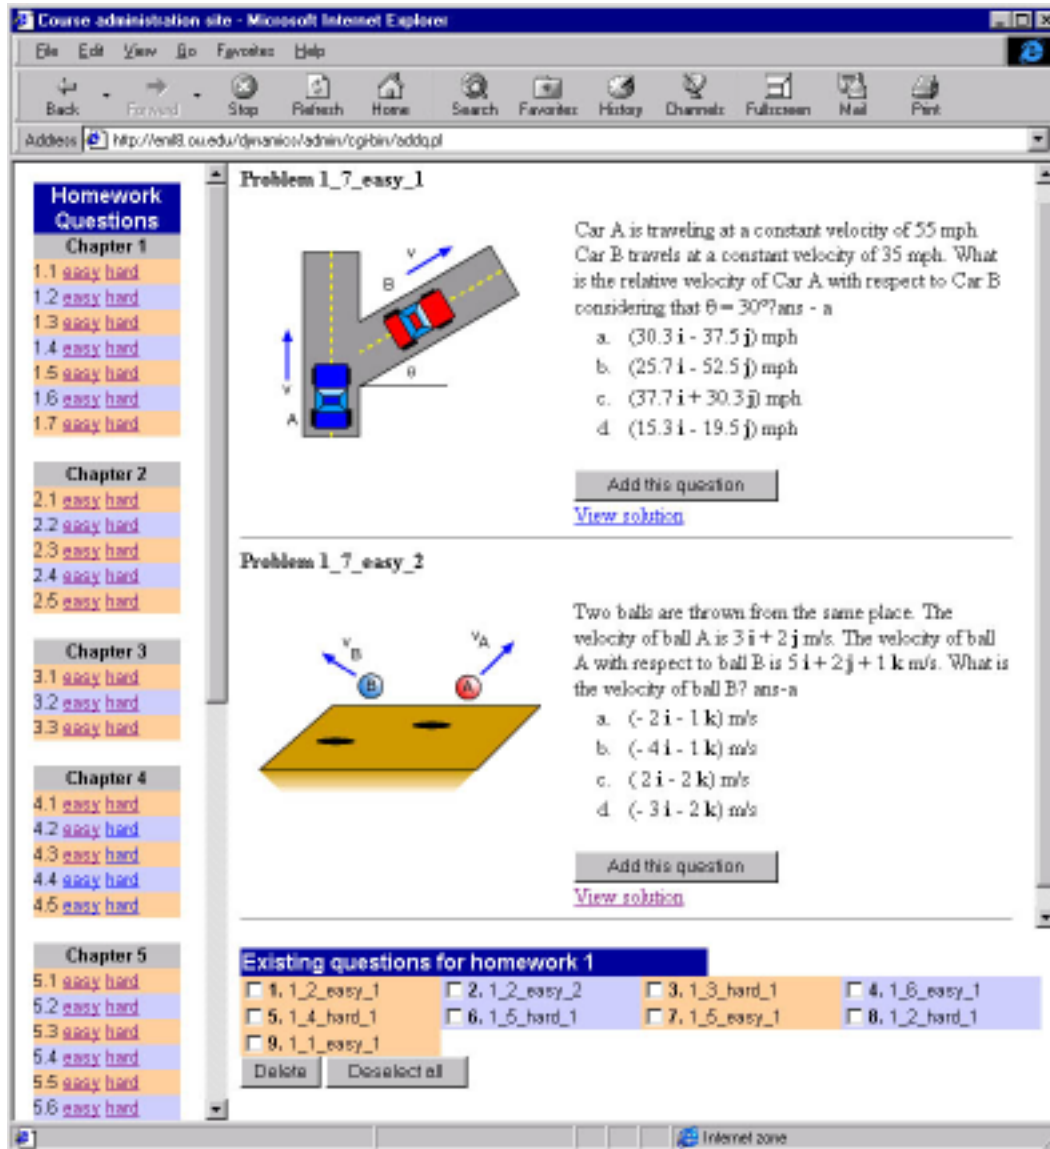 Course administration site - Microsoft Internet Explorer
File Edit View Go Favorites Help
Back Forward Stop Refresh Home Search Favorites History Channels Fullscreen Mail Print
Address http://eml8.ou.edu/dynamics/admin/cgi-bin/addq.pl
Homework
Questions
Chapter 1
1.1 easy hard
1.2 easy hard
1.3 easy hard
1.4 easy hard
1.5 easy hard
1.6 easy hard
1.7 easy hard
Chapter 2
2.1 easy hard
2.2 easy hard
2.3 easy hard
2.4 easy hard
2.5 easy hard
Chapter 3
3.1 easy hard
3.2 easy hard
3.3 easy hard
Chapter 4
4.1 easy hard
4.2 easy hard
4.3 easy hard
4.4 easy hard
4.5 easy hard
Chapter 5
5.1 easy hard
5.2 easy hard
5.3 easy hard
5.4 easy hard
5.5 easy hard
5.6 easy hard
Problem 1_7_easy_1
v
B
θ
v
A
Car A is traveling at a constant velocity of 55 mph.
Car B travels at a constant velocity of 35 mph. What
is the relative velocity of Car A with respect to Car B
considering that θ = 30°? ans - a
a. (30.3 i - 37.5 j) mph
b. (25.7 i - 52.5 j) mph
c. (37.7 i + 30.3 j) mph
d. (15.3 i - 19.5 j) mph
Add this question
View solution
Problem 1_7_easy_2
vB
vA
B
A
Two balls are thrown from the same place. The
velocity of ball A is 3 i + 2 j m/s. The velocity of ball
A with respect to ball B is 5 i + 2 j + 1 k m/s. What is
the velocity of ball B? ans-a
a. (- 2 i - 1 k) m/s
b. (- 4 i - 1 k) m/s
c. ( 2 i - 2 k) m/s
d. (- 3 i - 2 k) m/s
Add this question
View solution
Existing questions for homework 1
1. 1_2_easy_1 2. 1_2_easy_2 3. 1_3_hard_1 4. 1_6_easy_1
5. 1_4_hard_1 6. 1_5_hard_1 7. 1_5_easy_1 8. 1_2_hard_1
9. 1_1_easy_1
Delete Deselect all
Internet zone